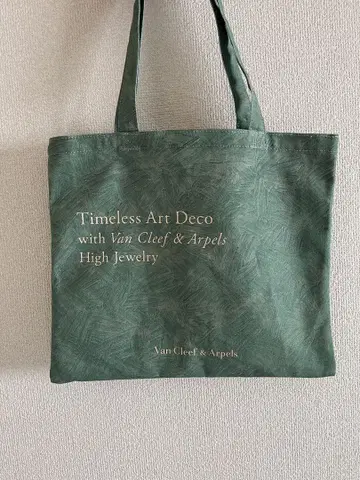 Timeless Art Deco
with Van Cleef & Arpels
High Jewelry
Van Cleef & Arpels